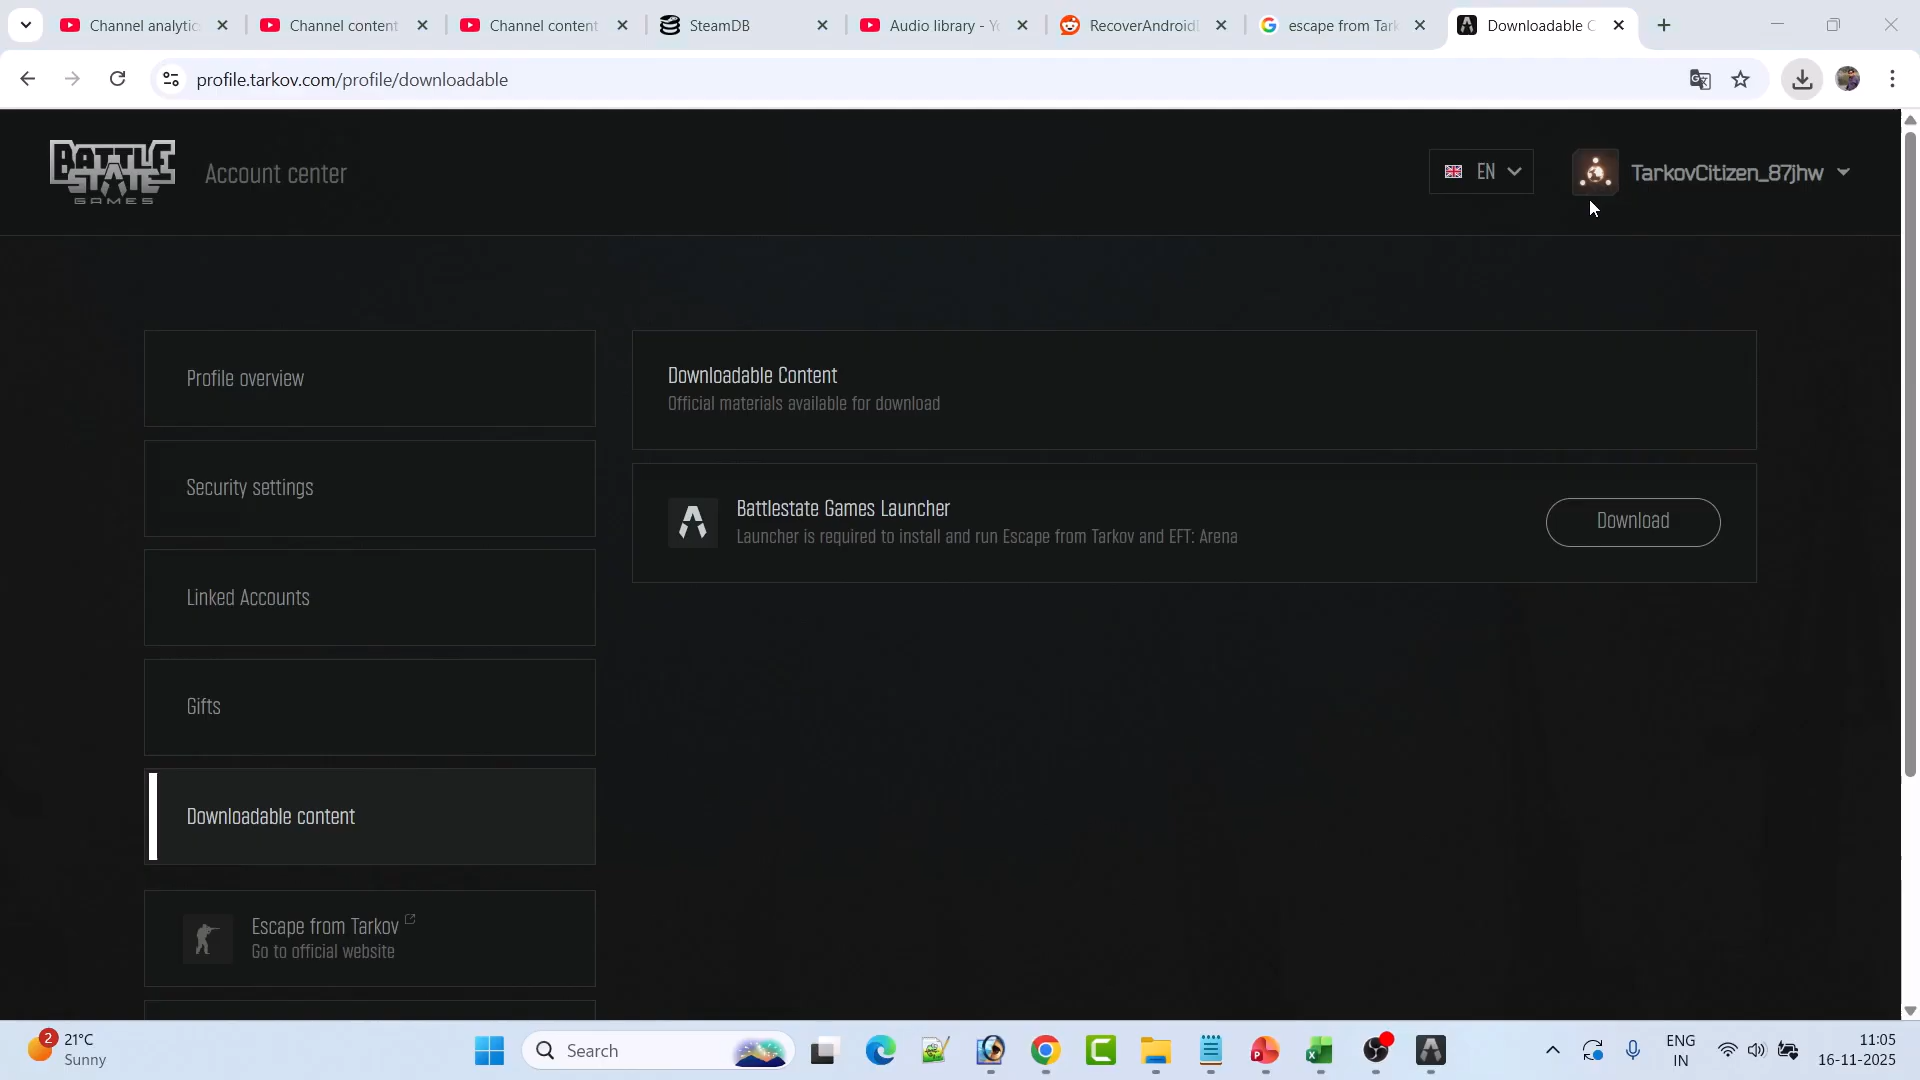 Channel analytic
Channel content
Channel content
SteamDB
Audio library - Yo
RecoverAndroid
escape from Tark
Downloadable C
profile.tarkov.com/profile/downloadable
BATTLE
STATE
GAMES
Account center
EN
TarkovCitizen_87jhw
Profile overview
Security settings
Linked Accounts
Gifts
Downloadable content
Escape from Tarkov
Go to official website
Downloadable Content
Official materials available for download
Battlestate Games Launcher
Launcher is required to install and run Escape from Tarkov and EFT: Arena
Download
2
21°C
Sunny
Search
ENG
IN
11:05
16-11-2025